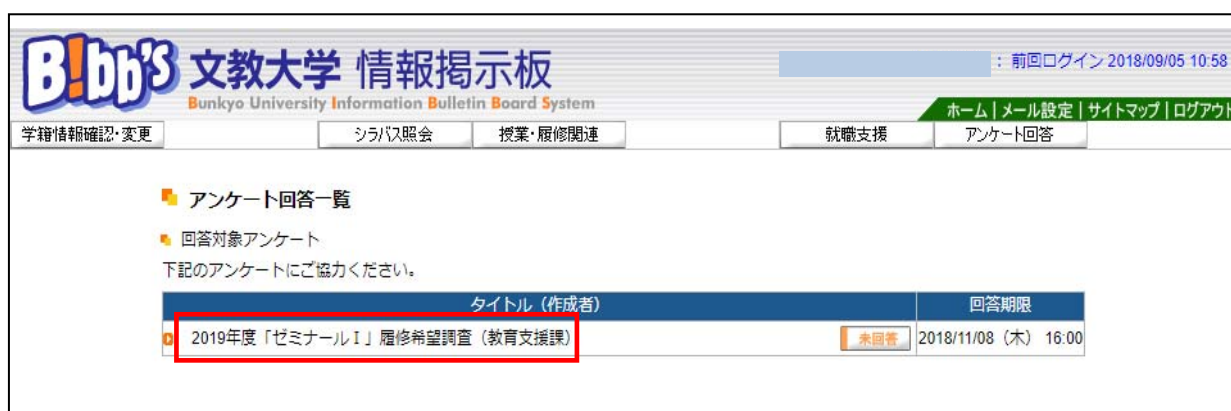 B!bb's 文教大学 情報掲示板
Bunkyo University Information Bulletin Board System
：前回ログイン 2018/09/05 10:58
ホーム | メール設定 | サイトマップ | ログアウト
学籍情報確認･変更 シラバス照会 授業･履修関連 就職支援 アンケート回答
アンケート回答一覧
回答対象アンケート
下記のアンケートにご協力ください。
タイトル（作成者） 回答期限
2019年度「ゼミナールⅠ」履修希望調査（教育支援課） 未回答 2018/11/08（木） 16:00